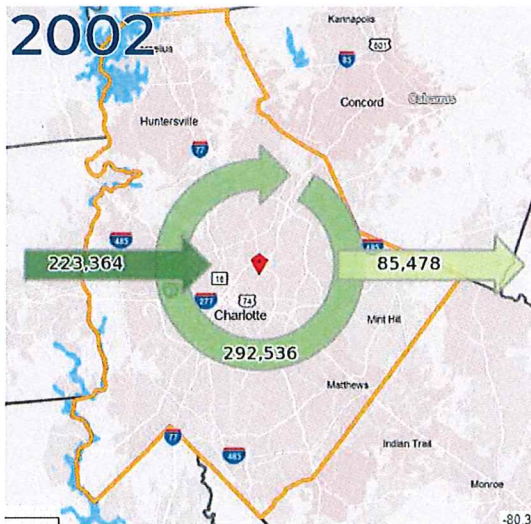 2002
Kannapolis
601
85
Concord
Cabarrus
Huntersville
77
485
485
223,364
85,478
16
277
74
Charlotte
Mint Hill
292,536
Matthews
77
485
Indian Trail
Monroe